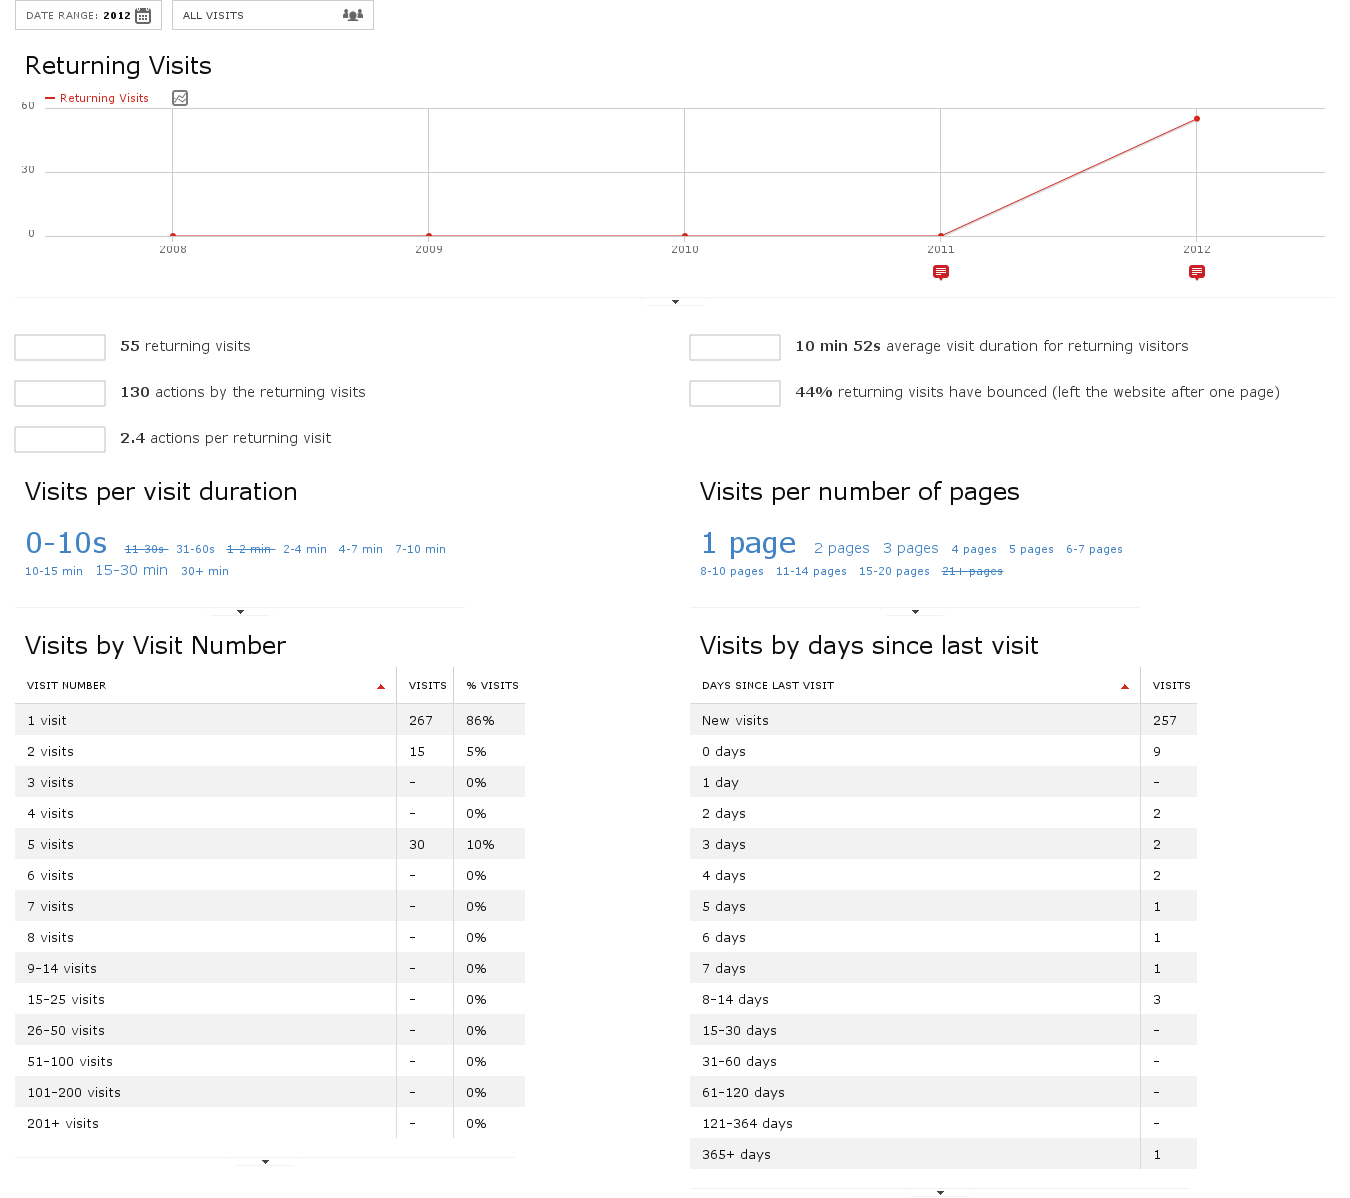 DATE RANGE: 2012
ALL VISITS
Returning Visits
Returning Visits
60
30
0
2008 2009 2010 2011 2012
55 returning visits
130 actions by the returning visits
2.4 actions per returning visit
10 min 52s average visit duration for returning visitors
44% returning visits have bounced (left the website after one page)
Visits per visit duration
0-10s 11-30s 31-60s 1-2 min 2-4 min 4-7 min 7-10 min
10-15 min 15-30 min 30+ min
Visits per number of pages
1 page 2 pages 3 pages 4 pages 5 pages 6-7 pages
8-10 pages 11-14 pages 15-20 pages 21+ pages
Visits by Visit Number
VISIT NUMBER VISITS % VISITS
1 visit 267 86%
2 visits 15 5%
3 visits - 0%
4 visits - 0%
5 visits 30 10%
6 visits - 0%
7 visits - 0%
8 visits - 0%
9-14 visits - 0%
15-25 visits - 0%
26-50 visits - 0%
51-100 visits - 0%
101-200 visits - 0%
201+ visits - 0%
Visits by days since last visit
DAYS SINCE LAST VISIT VISITS
New visits 257
0 days 9
1 day -
2 days 2
3 days 2
4 days 2
5 days 1
6 days 1
7 days 1
8-14 days 3
15-30 days -
31-60 days -
61-120 days -
121-364 days -
365+ days 1